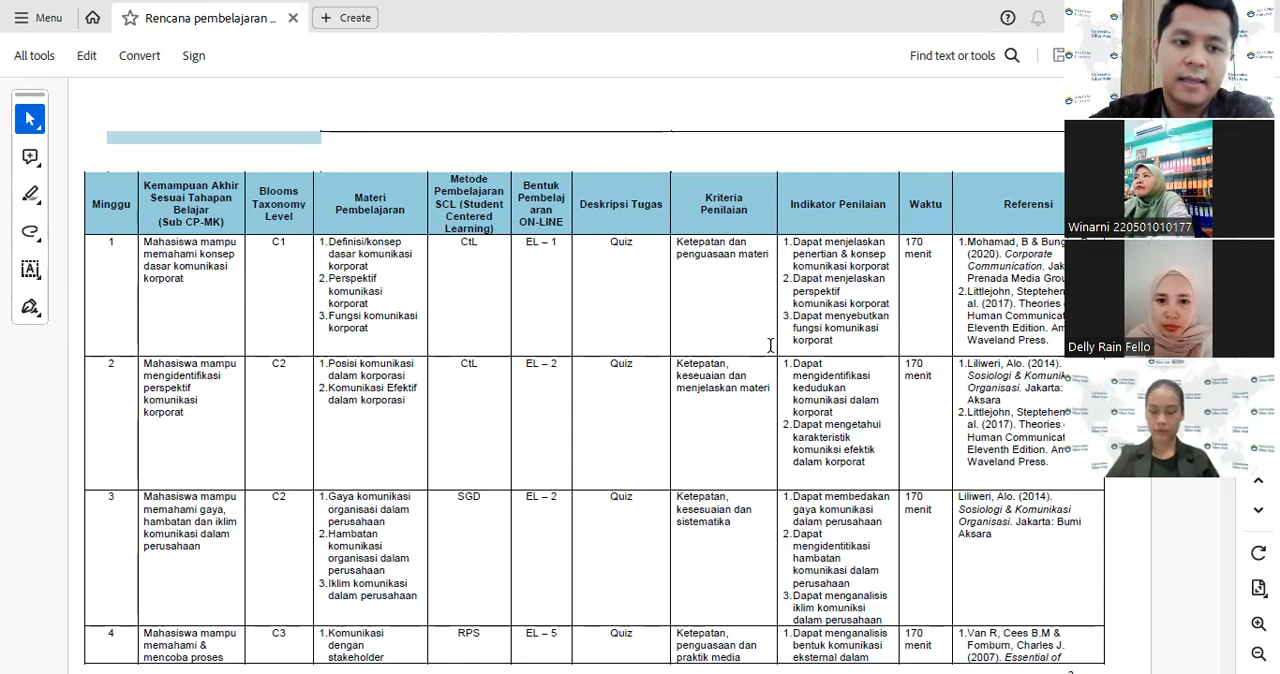 Menu
Rencana pembelajaran ...
Create
All tools
Edit
Convert
Sign
Find text or tools
Minggu
Kemampuan Akhir
Sesuai Tahapan
Belajar
(Sub CP-MK)
Blooms
Taxonomy
Level
Materi
Pembelajaran
Metode
Pembelajaran
SCL (Student
Centered
Learning)
Bentuk
Pembelaj
aran
ON-LINE
Deskripsi Tugas
Kriteria
Penilaian
Indikator Penilaian
Waktu
Referensi
1
Mahasiswa mampu
memahami konsep
dasar komunikasi
korporat
C1
1.Definisi/konsep
dasar komunikasi
korporat
2.Perspektif
komunikasi
korporat
3.Fungsi komunikasi
korporat
CtL
EL – 1
Quiz
Ketepatan dan
penguasaan materi
1.Dapat menjelaskan
penertian & konsep
komunikasi korporat
2.Dapat menjelaskan
perspektif
komunikasi korporat
3.Dapat menyebutkan
fungsi komunikasi
korporat
170
menit
1.Mohamad, B & Bung
(2020). Corporate
Communication. Jak
Prenada Media Grou
2.Littlejohn, Steptehen
al. (2017). Theories
Human Communicat
Eleventh Edition. Am
Waveland Press.
2
Mahasiswa mampu
mengidentifikasi
perspektif
komunikasi
korporat
C2
1.Posisi komunikasi
dalam korporasi
2.Komunikasi Efektif
dalam korporasi
CtL
EL – 2
Quiz
Ketepatan,
keseuaian dan
menjelaskan materi
1.Dapat
mengidentifikasi
kedudukan
komunikasi dalam
korporat
2.Dapat mengetahui
karakteristik
komuniksi efektik
dalam korporat
170
menit
1.Liliweri, Alo. (2014).
Sosiologi & Komunik
Organisasi. Jakarta:
Aksara
2.Littlejohn, Steptehen
al. (2017). Theories
Human Communicat
Eleventh Edition. Am
Waveland Press.
3
Mahasiswa mampu
memahami gaya,
hambatan dan iklim
komunikasi dalam
perusahaan
C2
1.Gaya komunikasi
organisasi dalam
perusahaan
2.Hambatan
komunikasi
organisasi dalam
perusahaan
3.Iklim komunikasi
dalam perusahaan
SGD
EL – 2
Quiz
Ketepatan,
kesesuaian dan
sistematika
1.Dapat membedakan
gaya komunikasi
dalam perusahaan
2.Dapat
mengidentitikasi
hambatan
komunikasi dalam
perusahaan
3.Dapat menganalisis
iklim komuniksi
dalam perusahaan
170
menit
Liliweri, Alo. (2014).
Sosiologi & Komunikasi
Organisasi. Jakarta: Bumi
Aksara
4
Mahasiswa mampu
memahami &
mencoba proses
C3
1.Komunikasi
dengan
stakeholder
RPS
EL – 5
Quiz
Ketepatan,
penguasaan dan
praktik media
1.Dapat menganalisis
bentuk komunikasi
eksternal dalam
170
menit
1.Van R, Cees B.M &
Fombum, Charles J.
(2007). Essential of
Winarni 220501010177
Delly Rain Fello